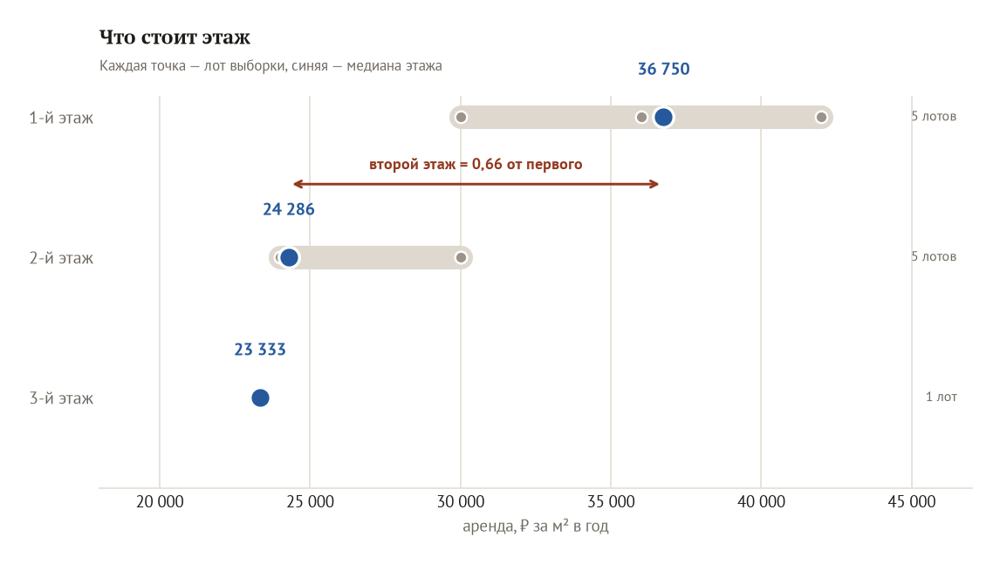 Что стоит этаж
Каждая точка — лот выборки, синяя — медиана этажа
36 750
1-й этаж
5 лотов
второй этаж = 0,66 от первого
24 286
2-й этаж
5 лотов
23 333
3-й этаж
1 лот
20 000 25 000 30 000 35 000 40 000 45 000
аренда, ₽ за м² в год